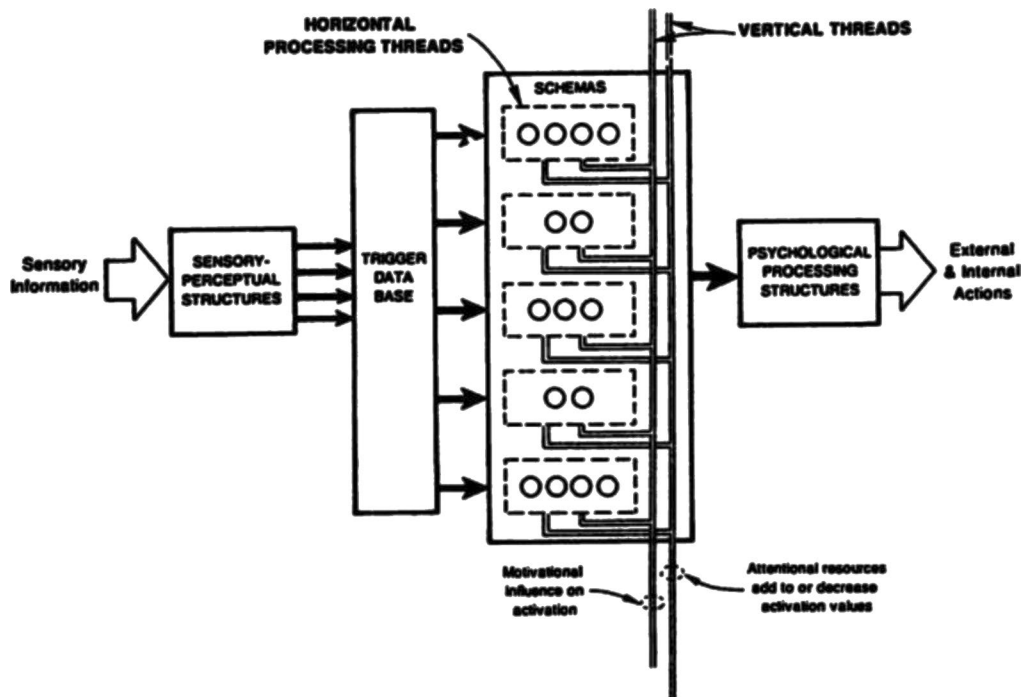 HORIZONTAL
PROCESSING THREADS
VERTICAL THREADS
SCHEMAS
Sensory
Information
SENSORY-
PERCEPTUAL
STRUCTURES
TRIGGER
DATA
BASE
PSYCHOLOGICAL
PROCESSING
STRUCTURES
External
& Internal
Actions
Motivational
influence on
activation
Attentional resources
add to or decrease
activation values